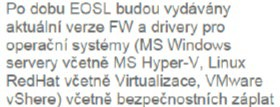 Po dobu EOSL budou vydávány
aktuální verze FW a drivery pro
operační systémy (MS Windows
servery včetně MS Hyper-V, Linux
RedHat včetně Virtualizace, VMware
vShere) včetně bezpečnostních záplat